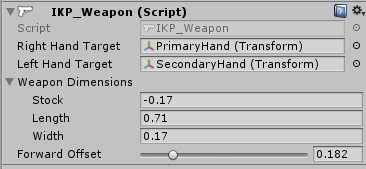 IKP_Weapon (Script)
Script IKP_Weapon
Right Hand Target PrimaryHand (Transform)
Left Hand Target SecondaryHand (Transform)
Weapon Dimensions
Stock -0.17
Length 0.71
Width 0.17
Forward Offset 0.182